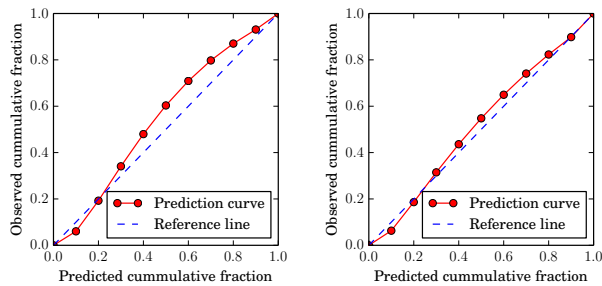 1.0
0.8
0.6
0.4
0.2
0.0
Observed cummulative fraction
Prediction curve
Reference line
0.0 0.2 0.4 0.6 0.8 1.0
Predicted cummulative fraction
1.0
0.8
0.6
0.4
0.2
0.0
Observed cummulative fraction
Prediction curve
Reference line
0.0 0.2 0.4 0.6 0.8 1.0
Predicted cummulative fraction